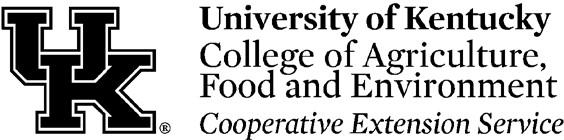 UK®
University of Kentucky
College of Agriculture,
Food and Environment
Cooperative Extension Service